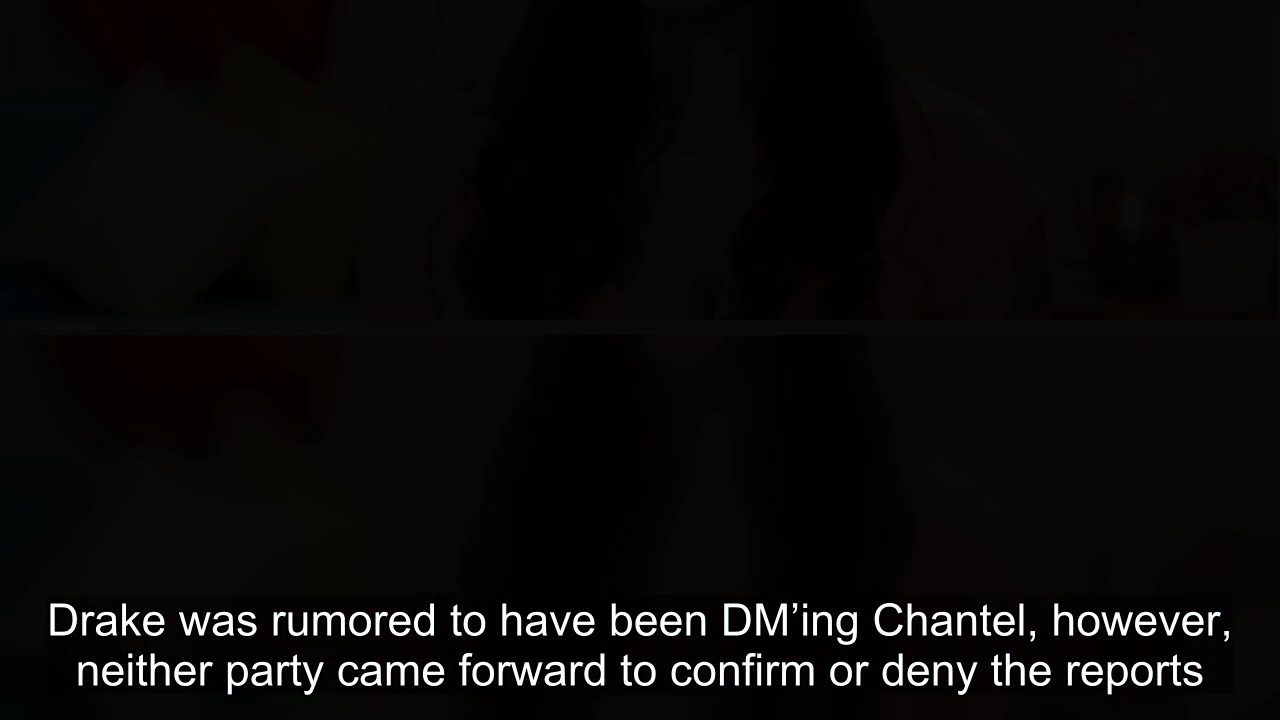 Drake was rumored to have been DM’ing Chantel, however,
neither party came forward to confirm or deny the reports